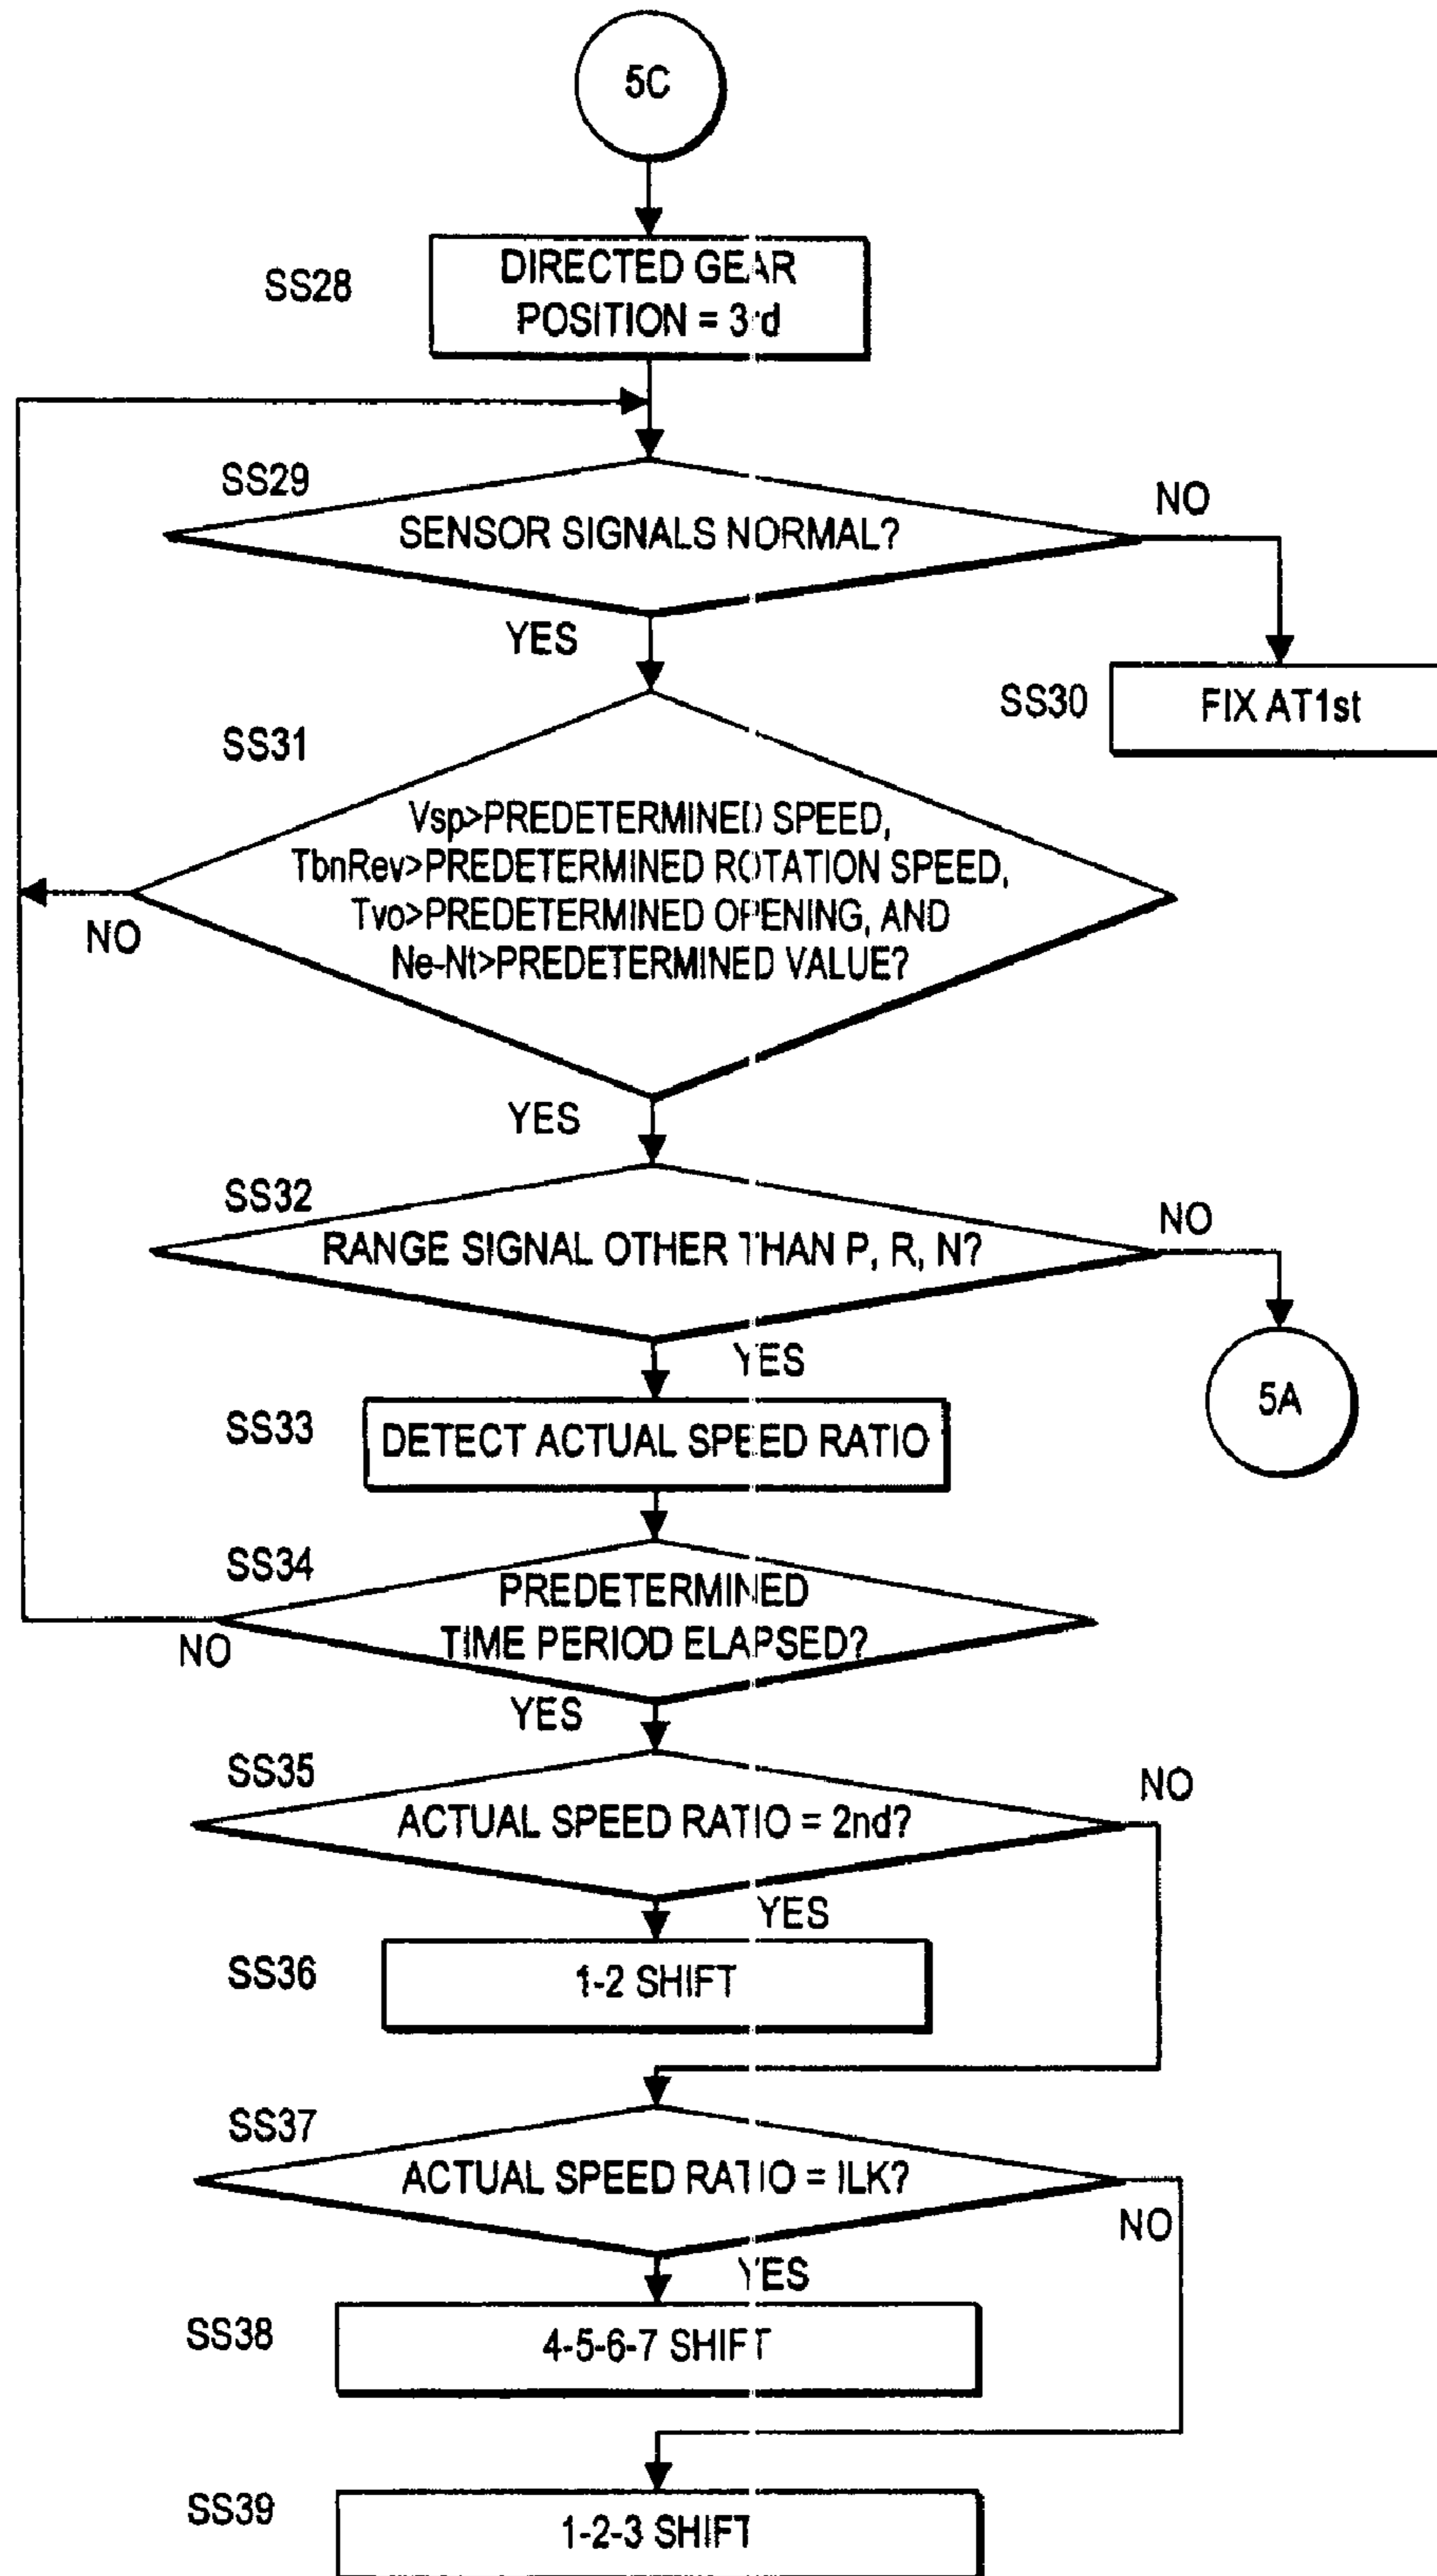 5C
SS28
DIRECTED GEAR
POSITION = 3rd
SS29
SENSOR SIGNALS NORMAL?
NO
YES
SS30
FIX AT1st
SS31
Vsp>PREDETERMINED SPEED,
TbnRev>PREDETERMINED ROTATION SPEED,
Tvo>PREDETERMINED OPENING, AND
Ne-Nt>PREDETERMINED VALUE?
NO
YES
SS32
RANGE SIGNAL OTHER THAN P, R, N?
NO
YES
5A
SS33
DETECT ACTUAL SPEED RATIO
SS34
PREDETERMINED
TIME PERIOD ELAPSED?
NO
YES
SS35
ACTUAL SPEED RATIO = 2nd?
NO
YES
SS36
1-2 SHIFT
SS37
ACTUAL SPEED RATIO = ILK?
NO
YES
SS38
4-5-6-7 SHIFT
SS39
1-2-3 SHIFT